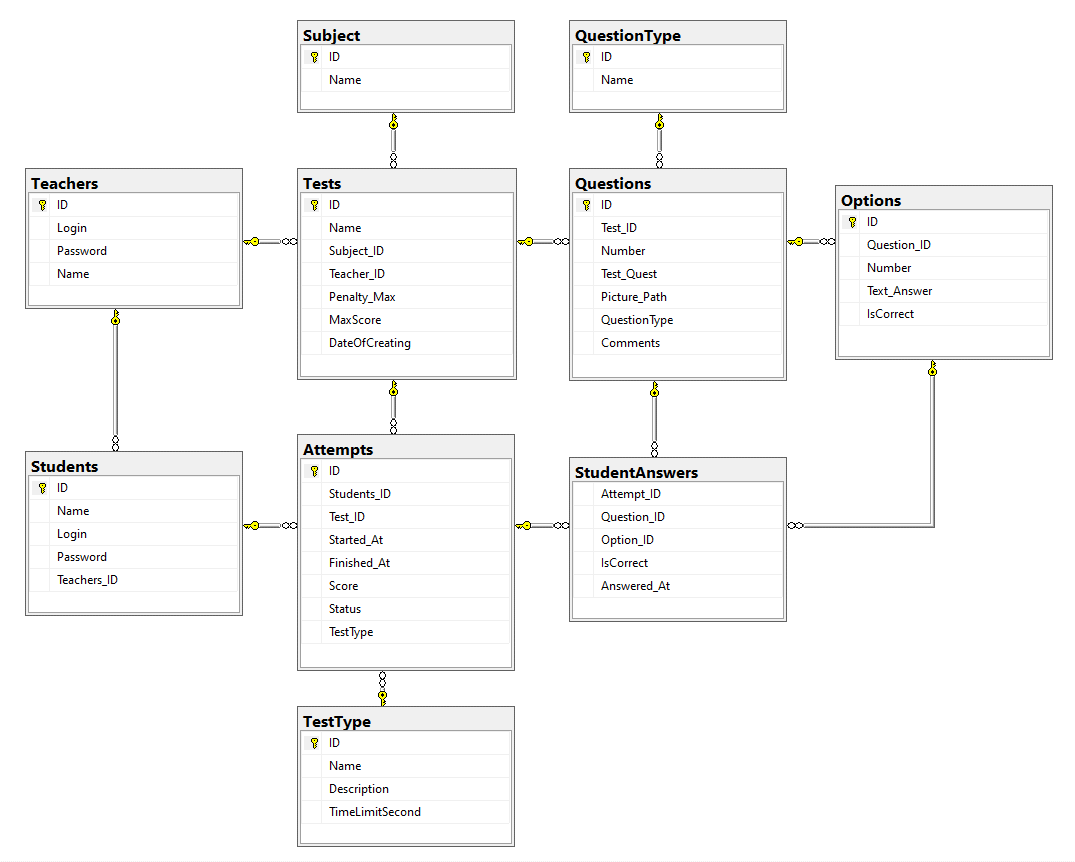 Subject
ID
Name
QuestionType
ID
Name
Teachers
ID
Login
Password
Name
Tests
ID
Name
Subject_ID
Teacher_ID
Penalty_Max
MaxScore
DateOfCreating
Questions
ID
Test_ID
Number
Test_Quest
Picture_Path
QuestionType
Comments
Options
ID
Question_ID
Number
Text_Answer
IsCorrect
Students
ID
Name
Login
Password
Teachers_ID
Attempts
ID
Students_ID
Test_ID
Started_At
Finished_At
Score
Status
TestType
StudentAnswers
Attempt_ID
Question_ID
Option_ID
IsCorrect
Answered_At
TestType
ID
Name
Description
TimeLimitSecond